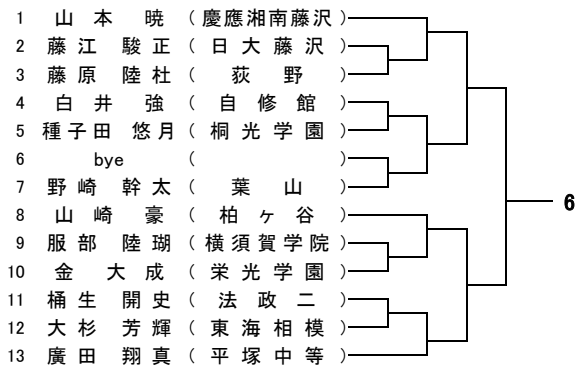 1 山本 暁 (慶應湘南藤沢)
2 藤江 駿正 (日大藤沢)
3 藤原 陸杜 (荻野)
4 白井 強 (自修館)
5 種子田 悠月 (桐光学園)
6 bye (
7 野崎 幹太 (葉山)
8 山崎 豪 (柏ヶ谷)
9 服部 陸瑚 (横須賀学院)
10 金 大成 (栄光学園)
11 桶生 開史 (法政二)
12 大杉 芳輝 (東海相模)
13 廣田 翔真 (平塚中等)
6